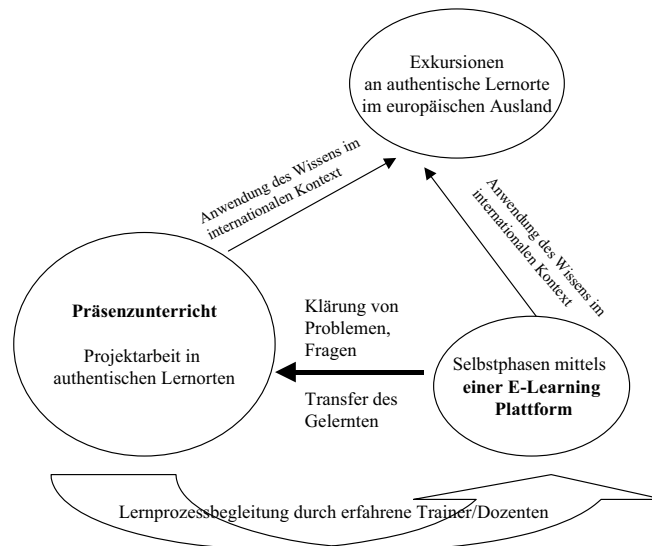 Exkursionen
an authentische Lernorte
im europäischen Ausland
Anwendung des Wissens im
internationalen Kontext
Anwendung des Wissens im
internationalen Kontext
Präsenzunterricht
Projektarbeit in
authentischen Lernorten
Klärung von
Problemen,
Fragen
Transfer des
Gelernten
Selbstphasen mittels
einer E-Learning
Plattform
Lernprozessbegleitung durch erfahrene Trainer/Dozenten